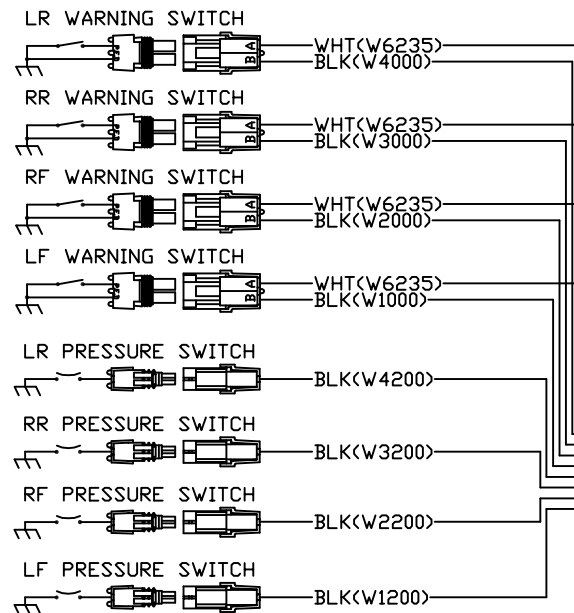 LR WARNING SWITCH
A WHT(W6235)
B BLK(W4000)
RR WARNING SWITCH
A WHT(W6235)
B BLK(W3000)
RF WARNING SWITCH
A WHT(W6235)
B BLK(W2000)
LF WARNING SWITCH
A WHT(W6235)
B BLK(W1000)
LR PRESSURE SWITCH
BLK(W4200)
RR PRESSURE SWITCH
BLK(W3200)
RF PRESSURE SWITCH
BLK(W2200)
LF PRESSURE SWITCH
BLK(W1200)